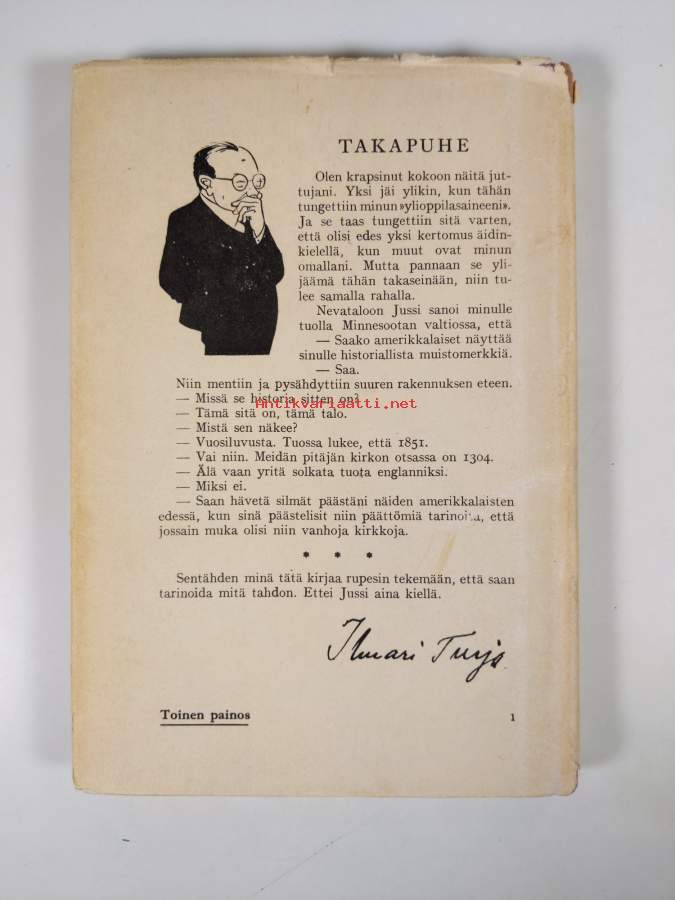 TAKAPUHE
Olen krapsinut kokoon näitä jut-
tujani. Yksi jäi ylikin, kun tähän
tungettiin minun »ylioppilasaineeni».
Ja se taas tungettiin sitä varten,
että olisi edes yksi kertomus äidin-
kielellä, kun muut ovat minun
omallani. Mutta pannaan se yli-
jäämä tähän takaseinään, niin tu-
lee samalla rahalla.
Nevataloon Jussi sanoi minulle
tuolla Minnesootan valtiossa, että
— Saako amerikkalaiset näyttää
sinulle historiallista muistomerkkiä.
— Saa.
Niin mentiin ja pysähdyttiin suuren rakennuksen eteen.
— Missä se historia sitten on?
Antikvariaatti.net
— Tämä sitä on, tämä talo.
— Mistä sen näkee?
— Vuosiluvusta. Tuossa lukee, että 1851.
— Vai niin. Meidän pitäjän kirkon otsassa on 1304.
— Älä vaan yritä solkata tuota englanniksi.
— Miksi ei.
— Saan hävetä silmät päästäni näiden amerikkalaisten
edessä, kun sinä päästelisit niin päättömiä tarinoita, että
jossain muka olisi niin vanhoja kirkkoja.
* * *
Sentähden minä tätä kirjaa rupesin tekemään, että saan
tarinoida mitä tahdon. Ettei Jussi aina kiellä.
Ilmari Turja
Toinen painos 1